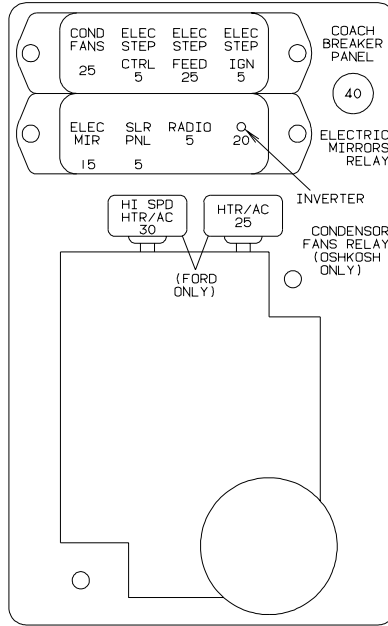 COND FANS 25
ELEC STEP CTRL 5
ELEC STEP FEED 25
ELEC STEP IGN 5
COACH BREAKER PANEL
40
ELEC MIR 15
SLR PNL 5
RADIO 5
20
ELECTRIC MIRRORS RELAY
INVERTER
HI SPD HTR/AC 30
HTR/AC 25
(FORD ONLY)
CONDENSOR FANS RELAY (OSHKOSH ONLY)